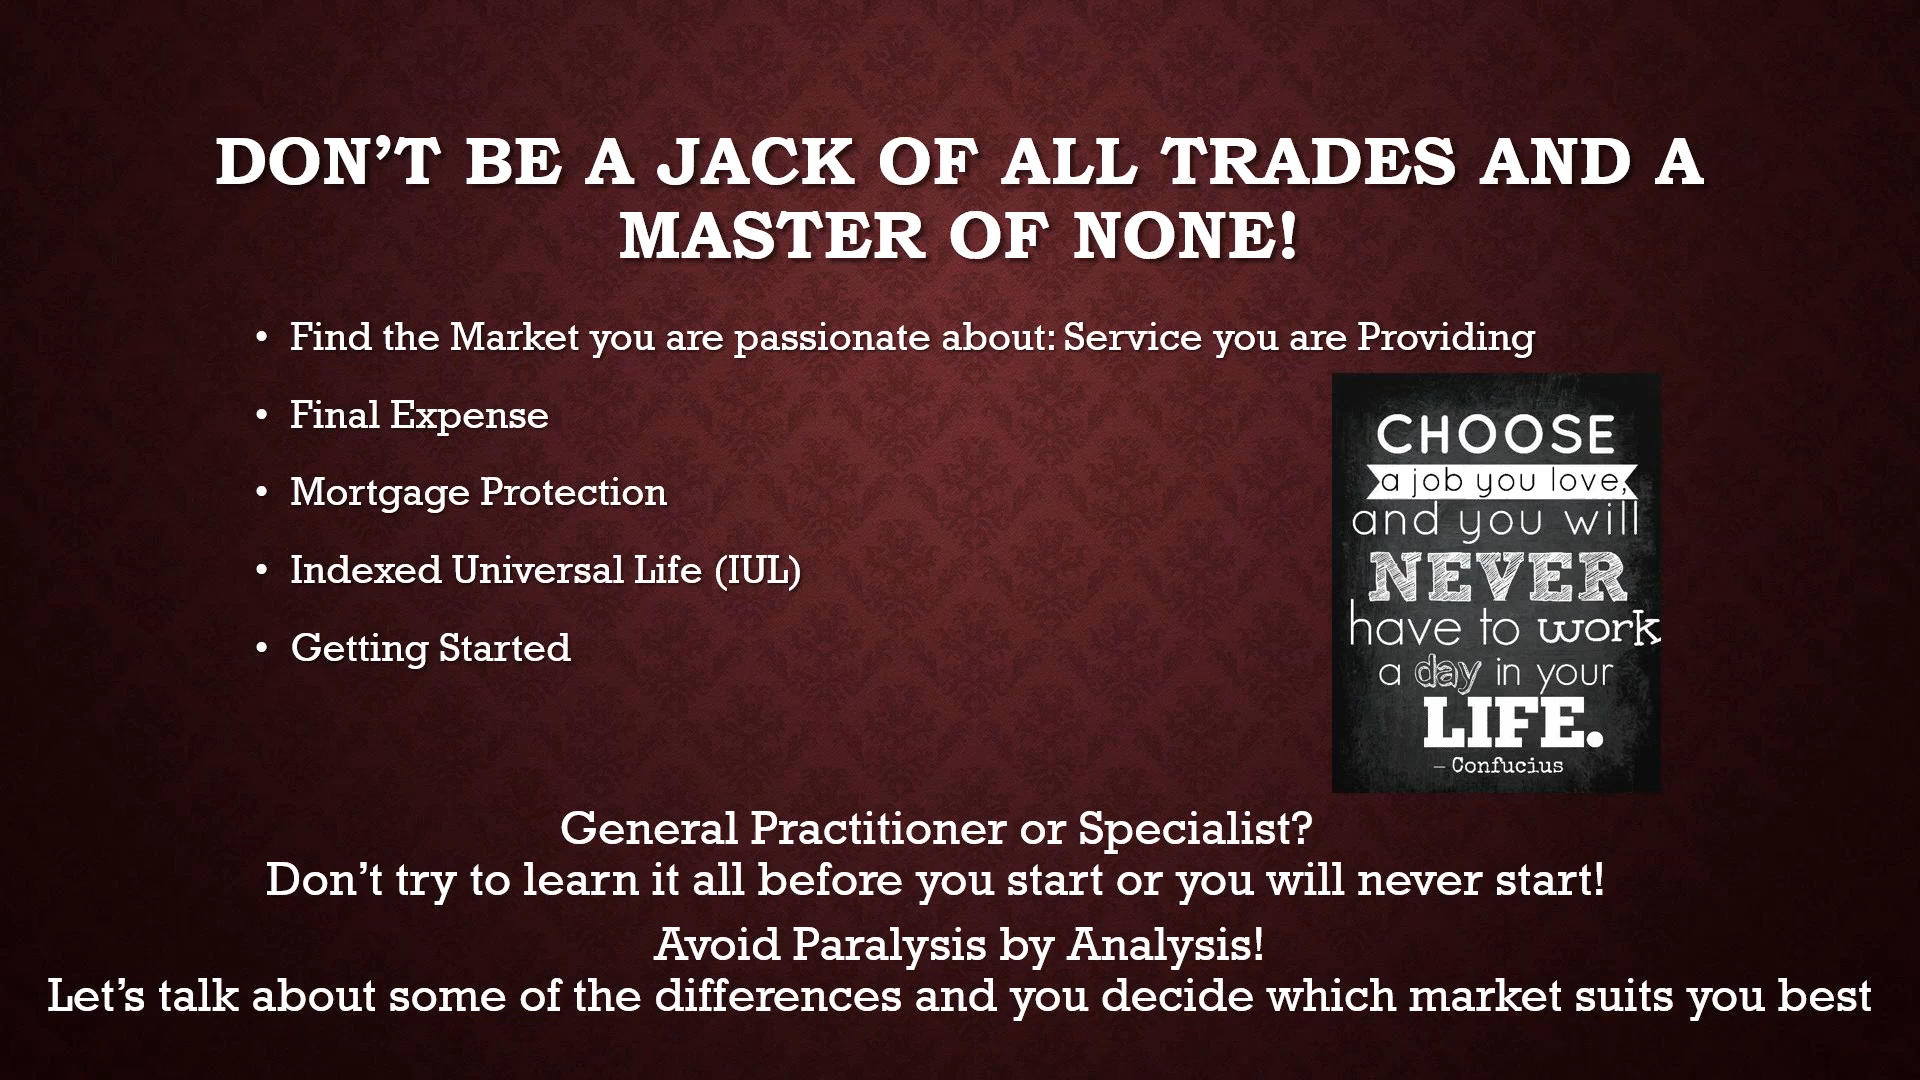 DON’T BE A JACK OF ALL TRADES AND A
MASTER OF NONE!
• Find the Market you are passionate about: Service you are Providing
• Final Expense
• Mortgage Protection
• Indexed Universal Life (IUL)
• Getting Started
CHOOSE
a job you love,
and you will
NEVER
have to work
a day in your
LIFE.
– Confucius
General Practitioner or Specialist?
Don’t try to learn it all before you start or you will never start!
Avoid Paralysis by Analysis!
Let’s talk about some of the differences and you decide which market suits you best